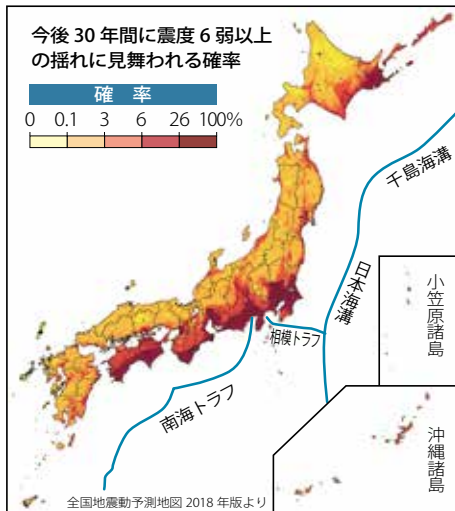 今後 30 年間に震度 6 弱以上
の揺れに見舞われる確率
確 率
0 0.1 3 6 26 100%
千島海溝
日本海溝
相模トラフ
南海トラフ
小笠原諸島
沖縄諸島
全国地震動予測地図 2018 年版より